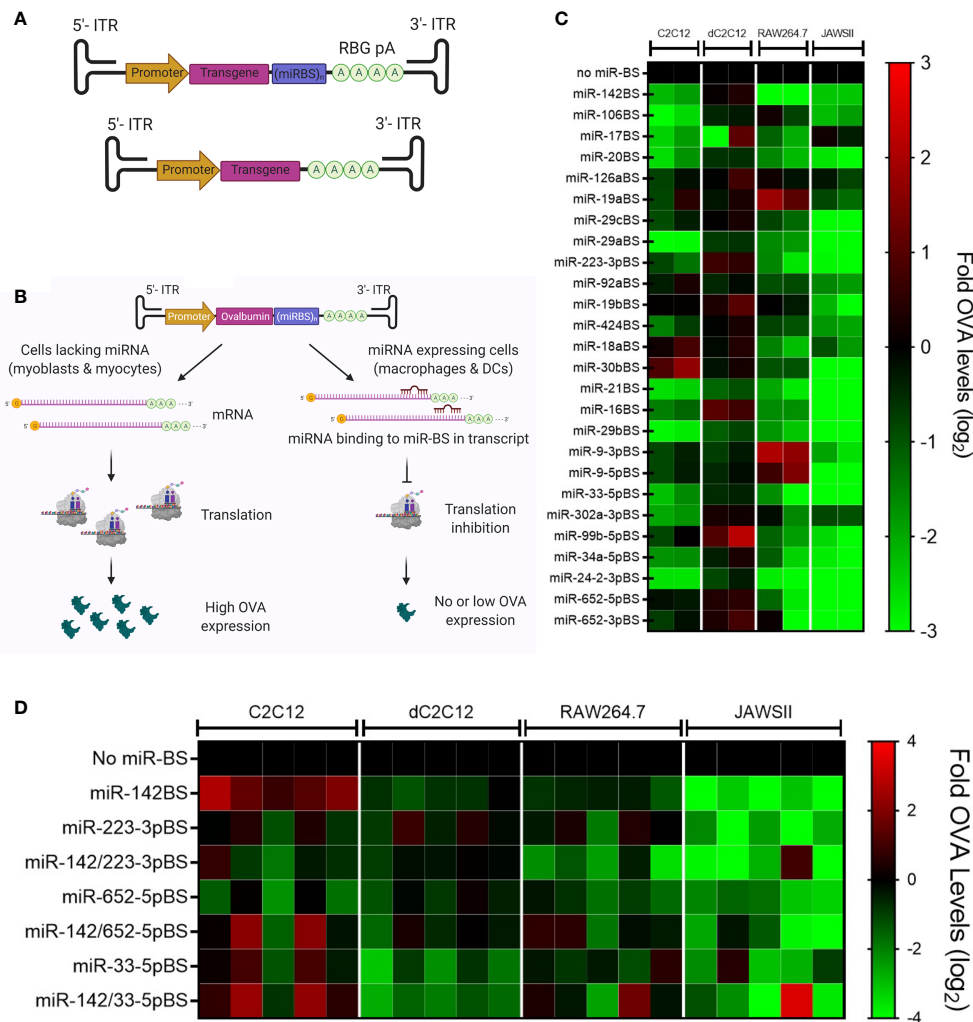 A
5'- ITR
3'- ITR
RBG pA
Promoter
Transgene
(miRBS)n
A A A A
5'- ITR
3'- ITR
Promoter
Transgene
A A A A
B
5'- ITR
3'- ITR
Promoter
Ovalbumin
(miRBS)n
A A A A
Cells lacking miRNA
(myoblasts & myocytes)
miRNA expressing cells
(macrophages & DCs)
5' G A A A 3'
mRNA
5' G A A A 3'
5' G A A A 3'
5' G A A A 3'
miRNA binding to miR-BS in transcript
Translation
Translation
inhibition
High OVA
expression
No or low OVA
expression
C
C2C12
dC2C12
RAW264.7
JAWSII
no miR-BS
miR-142BS
miR-106BS
miR-17BS
miR-20BS
miR-126aBS
miR-19aBS
miR-29cBS
miR-29aBS
miR-223-3pBS
miR-92aBS
miR-19bBS
miR-424BS
miR-18aBS
miR-30bBS
miR-21BS
miR-16BS
miR-29bBS
miR-9-3pBS
miR-9-5pBS
miR-33-5pBS
miR-302a-3pBS
miR-99b-5pBS
miR-34a-5pBS
miR-24-2-3pBS
miR-652-5pBS
miR-652-3pBS
3
2
1
0
-1
-2
-3
Fold OVA levels (log2)
D
C2C12
dC2C12
RAW264.7
JAWSII
No miR-BS
miR-142BS
miR-223-3pBS
miR-142/223-3pBS
miR-652-5pBS
miR-142/652-5pBS
miR-33-5pBS
miR-142/33-5pBS
4
2
0
-2
-4
Fold OVA Levels (log2)